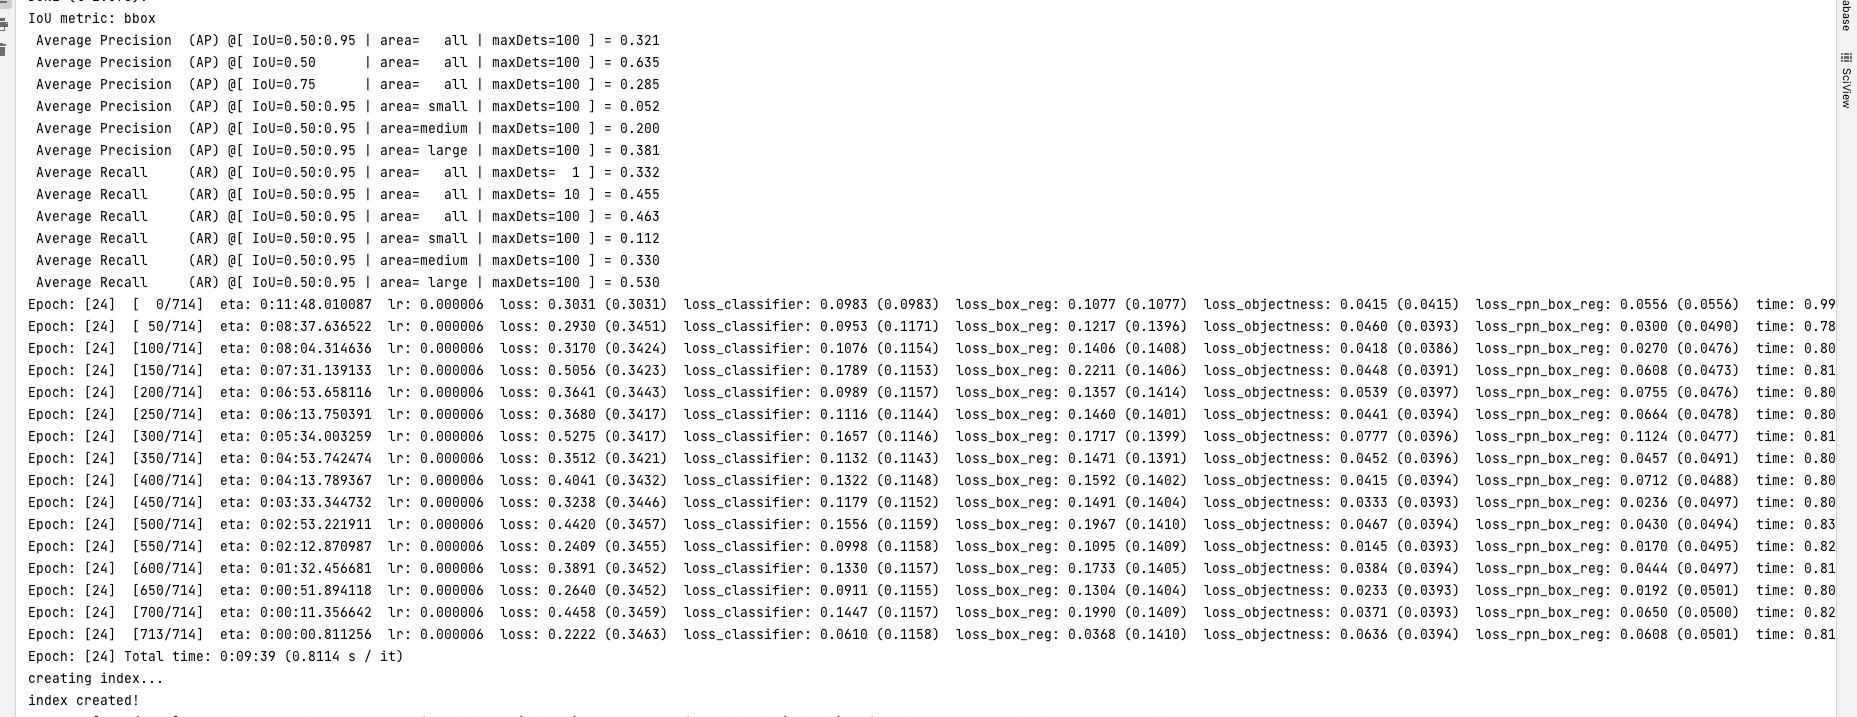 IoU metric: bbox
 Average Precision  (AP) @[ IoU=0.50:0.95 | area=   all | maxDets=100 ] = 0.321
 Average Precision  (AP) @[ IoU=0.50      | area=   all | maxDets=100 ] = 0.635
 Average Precision  (AP) @[ IoU=0.75      | area=   all | maxDets=100 ] = 0.285
 Average Precision  (AP) @[ IoU=0.50:0.95 | area= small | maxDets=100 ] = 0.052
 Average Precision  (AP) @[ IoU=0.50:0.95 | area=medium | maxDets=100 ] = 0.200
 Average Precision  (AP) @[ IoU=0.50:0.95 | area= large | maxDets=100 ] = 0.381
 Average Recall     (AR) @[ IoU=0.50:0.95 | area=   all | maxDets=  1 ] = 0.332
 Average Recall     (AR) @[ IoU=0.50:0.95 | area=   all | maxDets= 10 ] = 0.455
 Average Recall     (AR) @[ IoU=0.50:0.95 | area=   all | maxDets=100 ] = 0.463
 Average Recall     (AR) @[ IoU=0.50:0.95 | area= small | maxDets=100 ] = 0.112
 Average Recall     (AR) @[ IoU=0.50:0.95 | area=medium | maxDets=100 ] = 0.330
 Average Recall     (AR) @[ IoU=0.50:0.95 | area= large | maxDets=100 ] = 0.530
Epoch: [24]  [  0/714]  eta: 0:11:48.010087  lr: 0.000006  loss: 0.3031 (0.3031)  loss_classifier: 0.0983 (0.0983)  loss_box_reg: 0.1077 (0.1077)  loss_objectness: 0.0415 (0.0415)  loss_rpn_box_reg: 0.0556 (0.0556)  time: 0.99
Epoch: [24]  [ 50/714]  eta: 0:08:37.636522  lr: 0.000006  loss: 0.2930 (0.3451)  loss_classifier: 0.0953 (0.1171)  loss_box_reg: 0.1217 (0.1396)  loss_objectness: 0.0460 (0.0393)  loss_rpn_box_reg: 0.0300 (0.0490)  time: 0.78
Epoch: [24]  [100/714]  eta: 0:08:04.314636  lr: 0.000006  loss: 0.3170 (0.3424)  loss_classifier: 0.1076 (0.1154)  loss_box_reg: 0.1406 (0.1408)  loss_objectness: 0.0418 (0.0386)  loss_rpn_box_reg: 0.0270 (0.0476)  time: 0.80
Epoch: [24]  [150/714]  eta: 0:07:31.139133  lr: 0.000006  loss: 0.5056 (0.3423)  loss_classifier: 0.1789 (0.1153)  loss_box_reg: 0.2211 (0.1406)  loss_objectness: 0.0448 (0.0391)  loss_rpn_box_reg: 0.0608 (0.0473)  time: 0.81
Epoch: [24]  [200/714]  eta: 0:06:53.658116  lr: 0.000006  loss: 0.3641 (0.3443)  loss_classifier: 0.0989 (0.1157)  loss_box_reg: 0.1357 (0.1414)  loss_objectness: 0.0539 (0.0397)  loss_rpn_box_reg: 0.0755 (0.0476)  time: 0.80
Epoch: [24]  [250/714]  eta: 0:06:13.750391  lr: 0.000006  loss: 0.3680 (0.3417)  loss_classifier: 0.1116 (0.1144)  loss_box_reg: 0.1460 (0.1401)  loss_objectness: 0.0441 (0.0394)  loss_rpn_box_reg: 0.0664 (0.0478)  time: 0.80
Epoch: [24]  [300/714]  eta: 0:05:34.003259  lr: 0.000006  loss: 0.5275 (0.3417)  loss_classifier: 0.1657 (0.1146)  loss_box_reg: 0.1717 (0.1399)  loss_objectness: 0.0777 (0.0396)  loss_rpn_box_reg: 0.1124 (0.0477)  time: 0.81
Epoch: [24]  [350/714]  eta: 0:04:53.742474  lr: 0.000006  loss: 0.3512 (0.3421)  loss_classifier: 0.1132 (0.1143)  loss_box_reg: 0.1471 (0.1391)  loss_objectness: 0.0452 (0.0396)  loss_rpn_box_reg: 0.0457 (0.0491)  time: 0.80
Epoch: [24]  [400/714]  eta: 0:04:13.789367  lr: 0.000006  loss: 0.4041 (0.3432)  loss_classifier: 0.1322 (0.1148)  loss_box_reg: 0.1592 (0.1402)  loss_objectness: 0.0415 (0.0394)  loss_rpn_box_reg: 0.0712 (0.0488)  time: 0.80
Epoch: [24]  [450/714]  eta: 0:03:33.344732  lr: 0.000006  loss: 0.3238 (0.3446)  loss_classifier: 0.1179 (0.1152)  loss_box_reg: 0.1491 (0.1404)  loss_objectness: 0.0333 (0.0393)  loss_rpn_box_reg: 0.0236 (0.0497)  time: 0.80
Epoch: [24]  [500/714]  eta: 0:02:53.221911  lr: 0.000006  loss: 0.4420 (0.3457)  loss_classifier: 0.1556 (0.1159)  loss_box_reg: 0.1967 (0.1410)  loss_objectness: 0.0467 (0.0394)  loss_rpn_box_reg: 0.0430 (0.0494)  time: 0.83
Epoch: [24]  [550/714]  eta: 0:02:12.870987  lr: 0.000006  loss: 0.2409 (0.3455)  loss_classifier: 0.0998 (0.1158)  loss_box_reg: 0.1095 (0.1409)  loss_objectness: 0.0145 (0.0393)  loss_rpn_box_reg: 0.0170 (0.0495)  time: 0.82
Epoch: [24]  [600/714]  eta: 0:01:32.456681  lr: 0.000006  loss: 0.3891 (0.3452)  loss_classifier: 0.1330 (0.1157)  loss_box_reg: 0.1733 (0.1405)  loss_objectness: 0.0384 (0.0394)  loss_rpn_box_reg: 0.0444 (0.0497)  time: 0.81
Epoch: [24]  [650/714]  eta: 0:00:51.894118  lr: 0.000006  loss: 0.2640 (0.3452)  loss_classifier: 0.0911 (0.1155)  loss_box_reg: 0.1304 (0.1404)  loss_objectness: 0.0233 (0.0393)  loss_rpn_box_reg: 0.0192 (0.0501)  time: 0.80
Epoch: [24]  [700/714]  eta: 0:00:11.356642  lr: 0.000006  loss: 0.4458 (0.3459)  loss_classifier: 0.1447 (0.1157)  loss_box_reg: 0.1990 (0.1409)  loss_objectness: 0.0371 (0.0393)  loss_rpn_box_reg: 0.0650 (0.0500)  time: 0.82
Epoch: [24]  [713/714]  eta: 0:00:00.811256  lr: 0.000006  loss: 0.2222 (0.3463)  loss_classifier: 0.0610 (0.1158)  loss_box_reg: 0.0368 (0.1410)  loss_objectness: 0.0636 (0.0394)  loss_rpn_box_reg: 0.0608 (0.0501)  time: 0.81
Epoch: [24] Total time: 0:09:39 (0.8114 s / it)
creating index...
index created!
abase
SciView